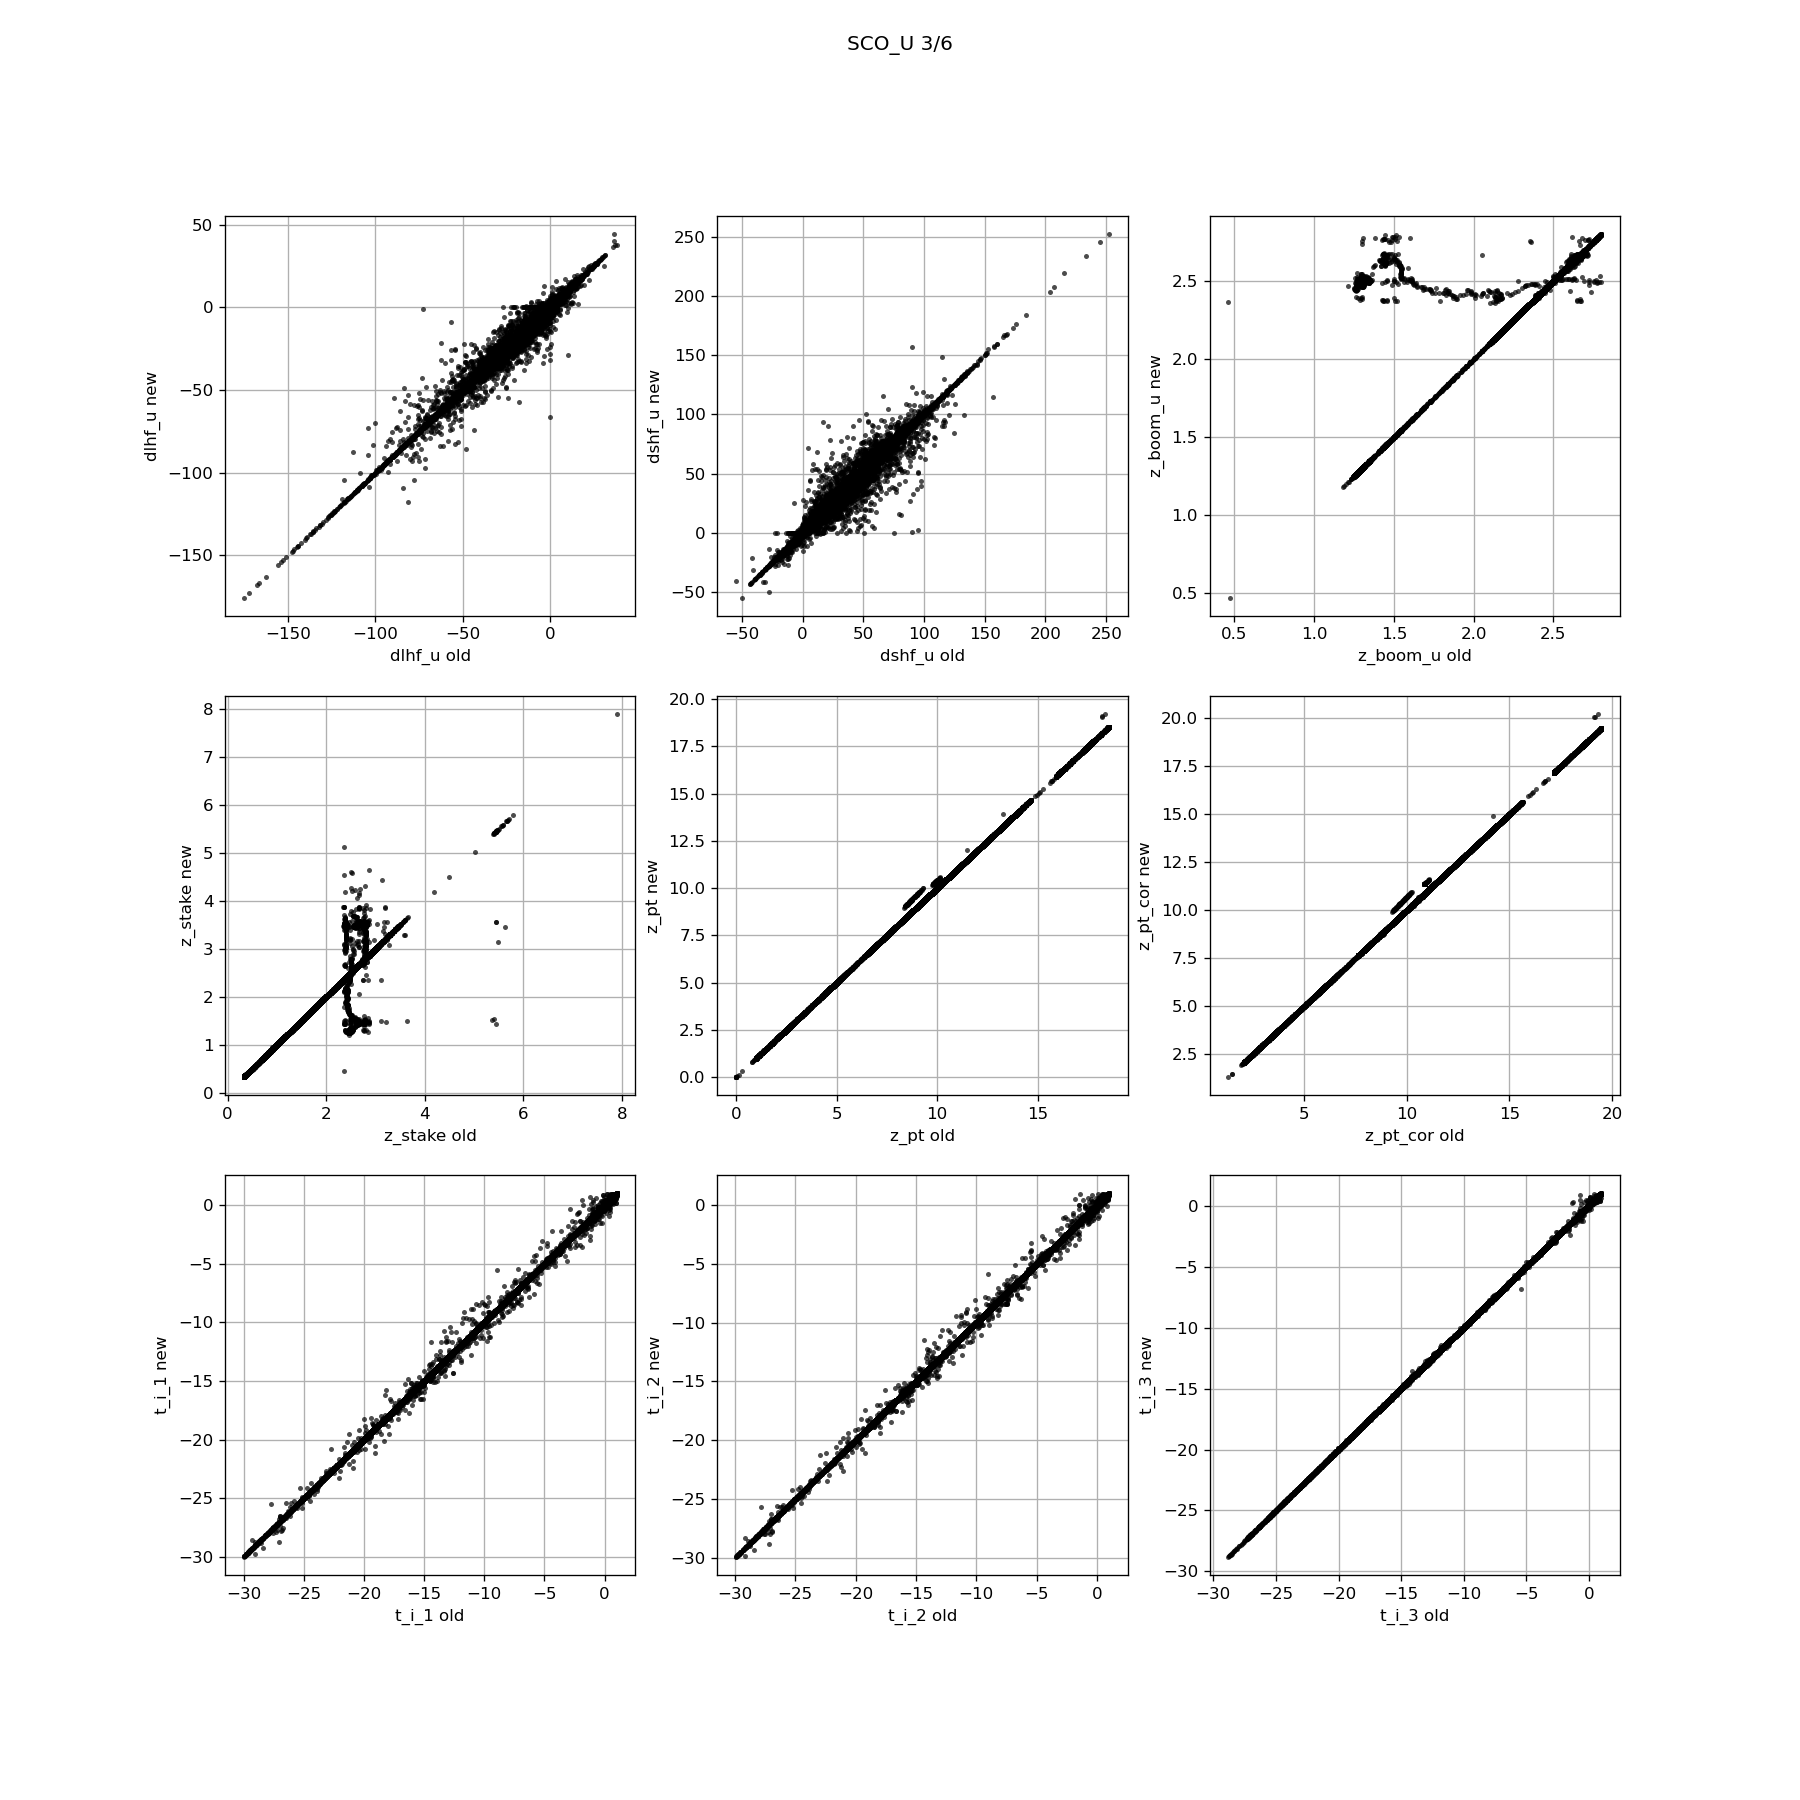 SCO_U 3/6
50
0
−50
−100
−150
dlhf_u new
−150 −100 −50 0
dlhf_u old
250
200
150
100
50
0
−50
dshf_u new
−50 0 50 100 150 200 250
dshf_u old
2.5
2.0
1.5
1.0
0.5
z_boom_u new
0.5 1.0 1.5 2.0 2.5
z_boom_u old
8
7
6
5
4
3
2
1
0
z_stake new
0 2 4 6 8
z_stake old
20.0
17.5
15.0
12.5
10.0
7.5
5.0
2.5
0.0
z_pt new
0 5 10 15
z_pt old
20.0
17.5
15.0
12.5
10.0
7.5
5.0
2.5
z_pt_cor new
5 10 15 20
z_pt_cor old
0
−5
−10
−15
−20
−25
−30
t_i_1 new
−30 −25 −20 −15 −10 −5 0
t_i_1 old
0
−5
−10
−15
−20
−25
−30
t_i_2 new
−30 −25 −20 −15 −10 −5 0
t_i_2 old
0
−5
−10
−15
−20
−25
−30
t_i_3 new
−30 −25 −20 −15 −10 −5 0
t_i_3 old